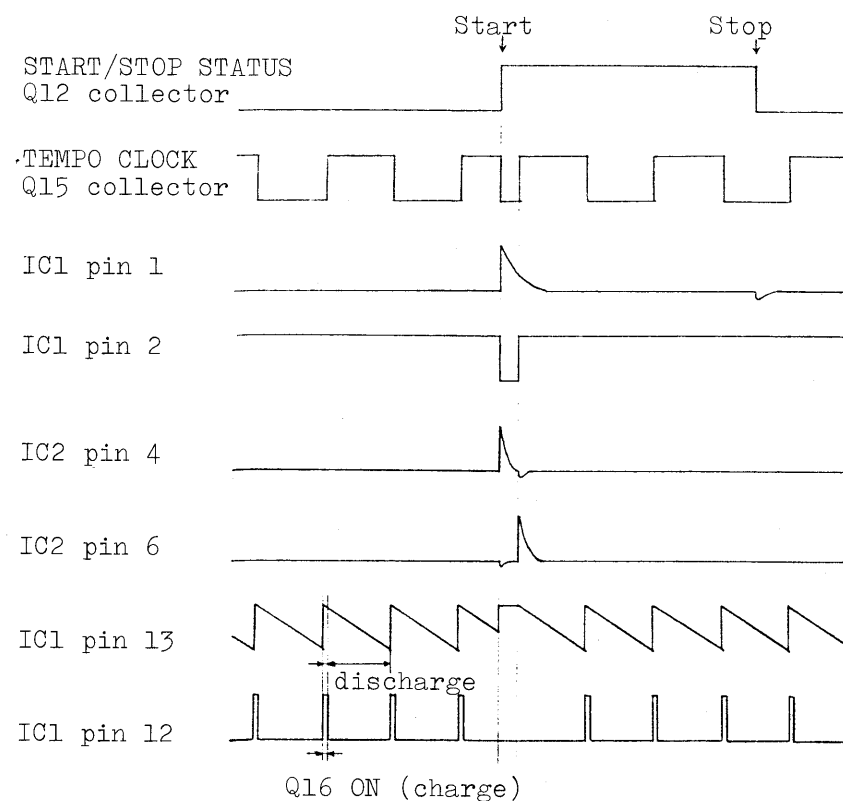 Start Stop
START/STOP STATUS
Q12 collector
TEMPO CLOCK
Q15 collector
IC1 pin 1
IC1 pin 2
IC2 pin 4
IC2 pin 6
IC1 pin 13
discharge
IC1 pin 12
Q16 ON (charge)